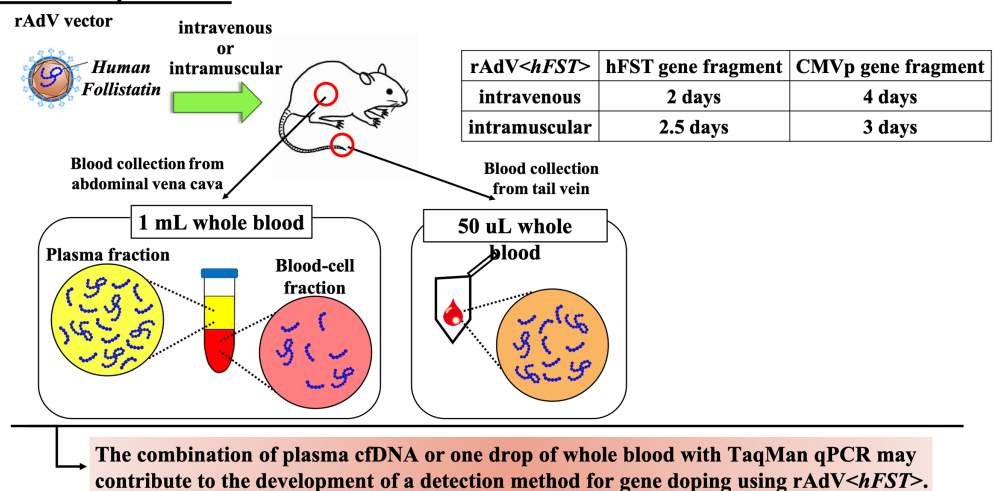 rAdV vector
Human
Follistatin
intravenous
or
intramuscular
rAdV<hFST> hFST gene fragment CMVp gene fragment
intravenous 2 days 4 days
intramuscular 2.5 days 3 days
Blood collection from
abdominal vena cava
Blood collection
from tail vein
1 mL whole blood
Plasma fraction
Blood-cell
fraction
50 uL whole
blood
The combination of plasma cfDNA or one drop of whole blood with TaqMan qPCR may
contribute to the development of a detection method for gene doping using rAdV<hFST>.